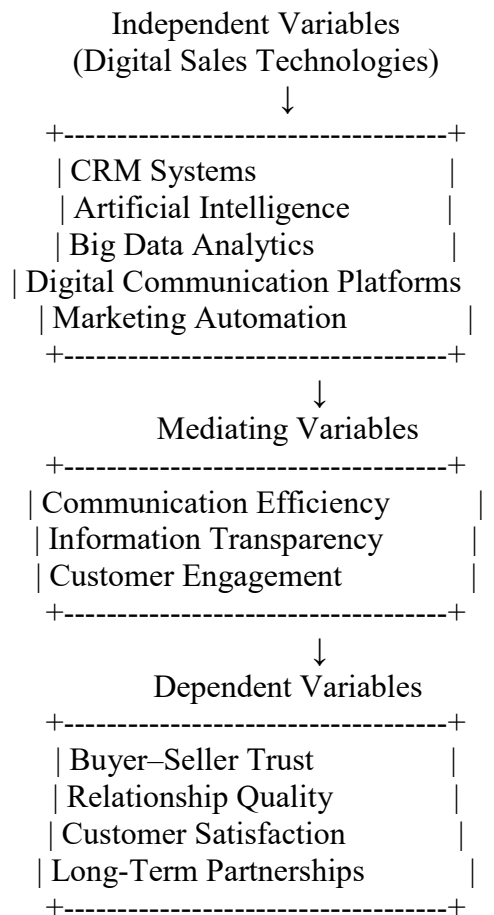 Independent Variables
(Digital Sales Technologies)
↓
+-------------------------------------+
| CRM Systems |
| Artificial Intelligence |
| Big Data Analytics |
| Digital Communication Platforms
| Marketing Automation |
+-------------------------------------+
↓
Mediating Variables
+-------------------------------------+
| Communication Efficiency |
| Information Transparency |
| Customer Engagement |
+-------------------------------------+
↓
Dependent Variables
+-------------------------------------+
| Buyer–Seller Trust |
| Relationship Quality |
| Customer Satisfaction |
| Long-Term Partnerships |
+-------------------------------------+